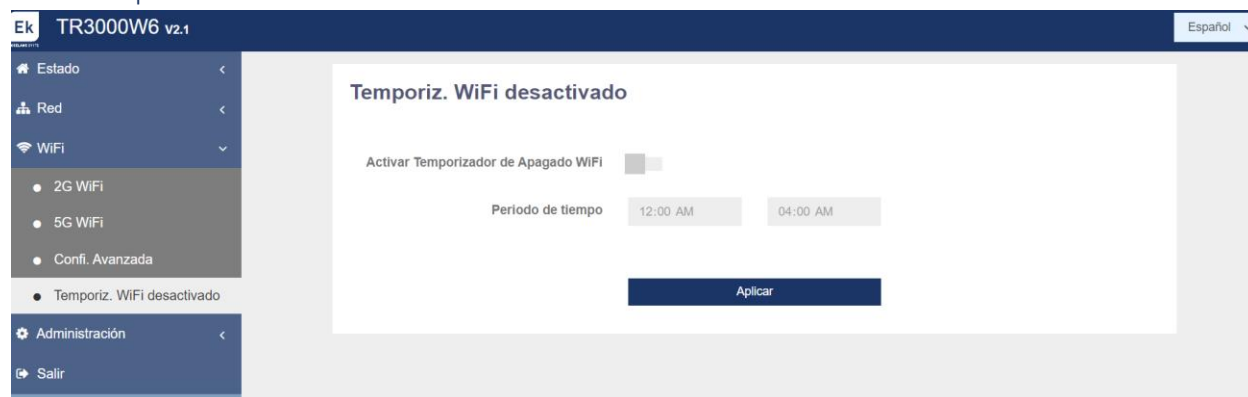 Ek TR3000W6 V2.1
Español
Estado
Red
WiFi
2G WiFi
5G WiFi
Confi. Avanzada
Temporiz. WiFi desactivado
Administración
Salir
Temporiz. WiFi desactivado
Activar Temporizador de Apagado WiFi
Periodo de tiempo 12:00 AM 04:00 AM
Aplicar